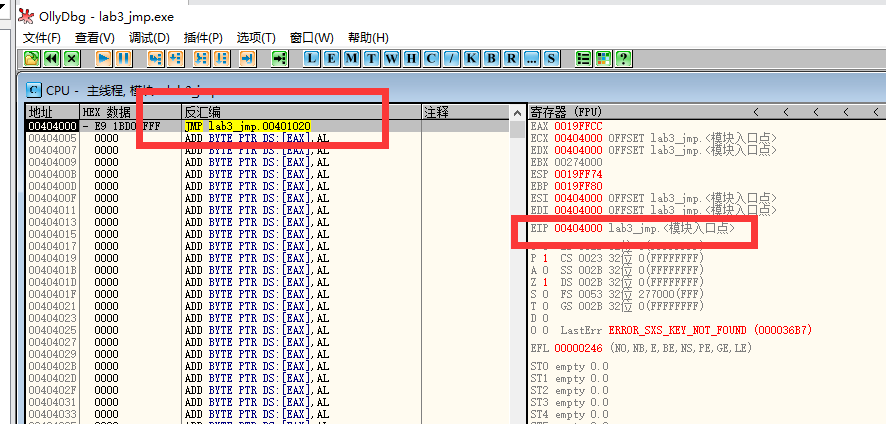 OllyDbg - lab3_jmp.exe
文件(F) 查看(V) 调试(D) 插件(P) 选项(T) 窗口(W) 帮助(H)
L E M T W H C / K B R ... S ?
C CPU - 主线程, 模块
地址 HEX 数据 反汇编 注释 寄存器 (FPU) < < < < <
00404000 - E9 JMP lab3_jmp.00401020
00404005 0000 ADD BYTE PTR DS:[EAX],AL
00404007 0000 ADD BYTE PTR DS:[EAX],AL
00404009 0000 ADD BYTE PTR DS:[EAX],AL
0040400B 0000 ADD BYTE PTR DS:[EAX],AL
0040400D 0000 ADD BYTE PTR DS:[EAX],AL
0040400F 0000 ADD BYTE PTR DS:[EAX],AL
00404011 0000 ADD BYTE PTR DS:[EAX],AL
00404013 0000 ADD BYTE PTR DS:[EAX],AL
00404015 0000 ADD BYTE PTR DS:[EAX],AL
00404017 0000 ADD BYTE PTR DS:[EAX],AL
00404019 0000 ADD BYTE PTR DS:[EAX],AL
0040401B 0000 ADD BYTE PTR DS:[EAX],AL
0040401D 0000 ADD BYTE PTR DS:[EAX],AL
0040401F 0000 ADD BYTE PTR DS:[EAX],AL
00404021 0000 ADD BYTE PTR DS:[EAX],AL
00404023 0000 ADD BYTE PTR DS:[EAX],AL
00404025 0000 ADD BYTE PTR DS:[EAX],AL
00404027 0000 ADD BYTE PTR DS:[EAX],AL
00404029 0000 ADD BYTE PTR DS:[EAX],AL
0040402B 0000 ADD BYTE PTR DS:[EAX],AL
0040402D 0000 ADD BYTE PTR DS:[EAX],AL
0040402F 0000 ADD BYTE PTR DS:[EAX],AL
00404031 0000 ADD BYTE PTR DS:[EAX],AL
00404033 0000 ADD BYTE PTR DS:[EAX],AL
EAX 0019FFCC
ECX 00404000 OFFSET lab3_jmp.<模块入口点>
EDX 00404000 OFFSET lab3_jmp.<模块入口点>
EBX 00274000
ESP 0019FF74
EBP 0019FF80
ESI 00404000 OFFSET lab3_jmp.<模块入口点>
EDI 00404000 OFFSET lab3_jmp.<模块入口点>
EIP 00404000 lab3_jmp.<模块入口点>
P 1 CS 0023 32位 0(FFFFFFFF)
A 0 SS 002B 32位 0(FFFFFFFF)
Z 1 DS 002B 32位 0(FFFFFFFF)
S 0 FS 0053 32位 277000(FFF)
T 0 GS 002B 32位 0(FFFFFFFF)
D 0
O 0 LastErr ERROR_SXS_KEY_NOT_FOUND (000036B7)
EFL 00000246 (NO,NB,E,BE,NS,PE,GE,LE)
ST0 empty 0.0
ST1 empty 0.0
ST2 empty 0.0
ST3 empty 0.0
ST4 empty 0.0